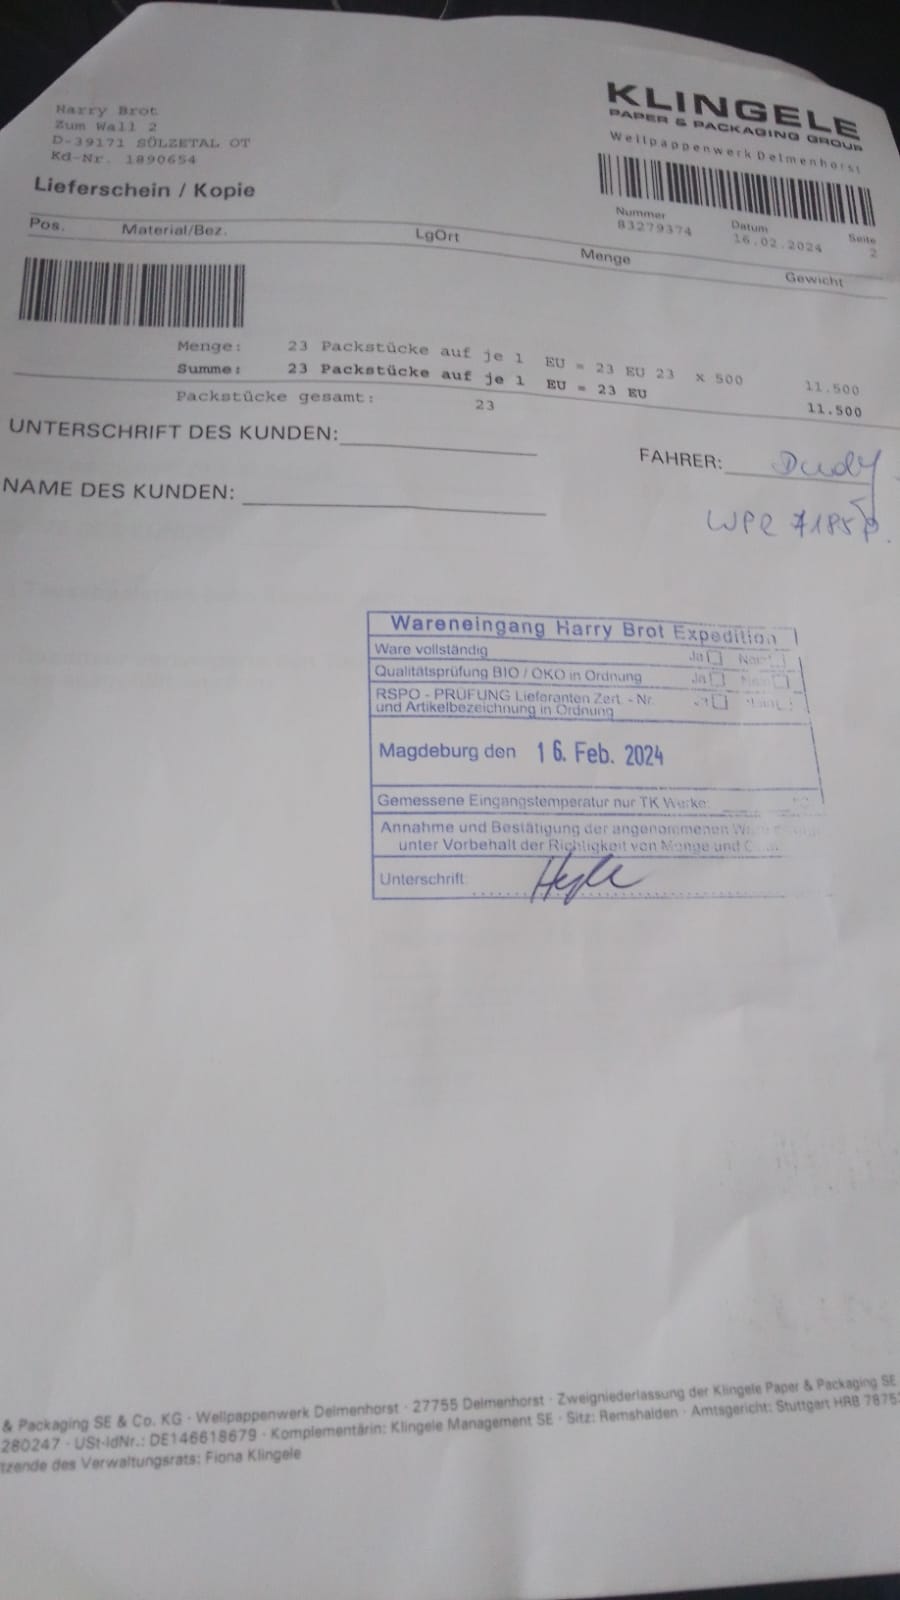 Harry Brot
Zum Wall 2
D-39171 SÜLZETAL OT
Kd-Nr. 1890654
Lieferschein / Kopie
KLINGELE
PAPER & PACKAGING GROUP
Wellpappenwerk Delmenhorst
Nummer Datum Seite
83279374 16.02.2024 2
Pos. Material/Bez. LgOrt Menge Gewicht
Menge: 23 Packstücke auf je 1 EU = 23 EU 23 x 500 11.500
Summe: 23 Packstücke auf je 1 EU = 23 EU 11.500
Packstücke gesamt: 23
UNTERSCHRIFT DES KUNDEN:
FAHRER:
NAME DES KUNDEN:
WPR
Wareneingang Harry Brot Expedition
Ware vollständig Ja Nein
Qualitätsprüfung BIO / ÖKO in Ordnung Ja
RSPO - PRÜFUNG Lieferanten Zert. - Nr.
und Artikelbezeichnung in Ordnung
Magdeburg den 16. Feb. 2024
Gemessene Eingangstemperatur nur TK Werke:
Annahme und Bestätigung der angenommenen
unter Vorbehalt der Richtigkeit von Menge und
Unterschrift:
& Packaging SE & Co. KG · Wellpappenwerk Delmenhorst · 27755 Delmenhorst · Zweigniederlassung der Klingele Paper & Packaging SE
280247 · USt-IdNr.: DE146618679 · Komplementärin: Klingele Management SE · Sitz: Remshalden · Amtsgericht: Stuttgart HRB
tzende des Verwaltungsrats: Fiona Klingele